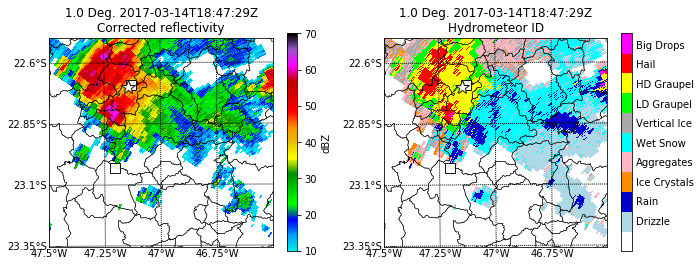 1.0 Deg. 2017-03-14T18:47:29Z
Corrected reflectivity
22.6°S
22.85°S
23.1°S
23.35°S
47.5°W
47.25°W
47°W
46.75°W
70
60
50
40
30
20
10
dBZ
1.0 Deg. 2017-03-14T18:47:29Z
Hydrometeor ID
22.6°S
22.85°S
23.1°S
23.35°S
47.5°W
47.25°W
47°W
46.75°W
Big Drops
Hail
HD Graupel
LD Graupel
Vertical Ice
Wet Snow
Aggregates
Ice Crystals
Rain
Drizzle